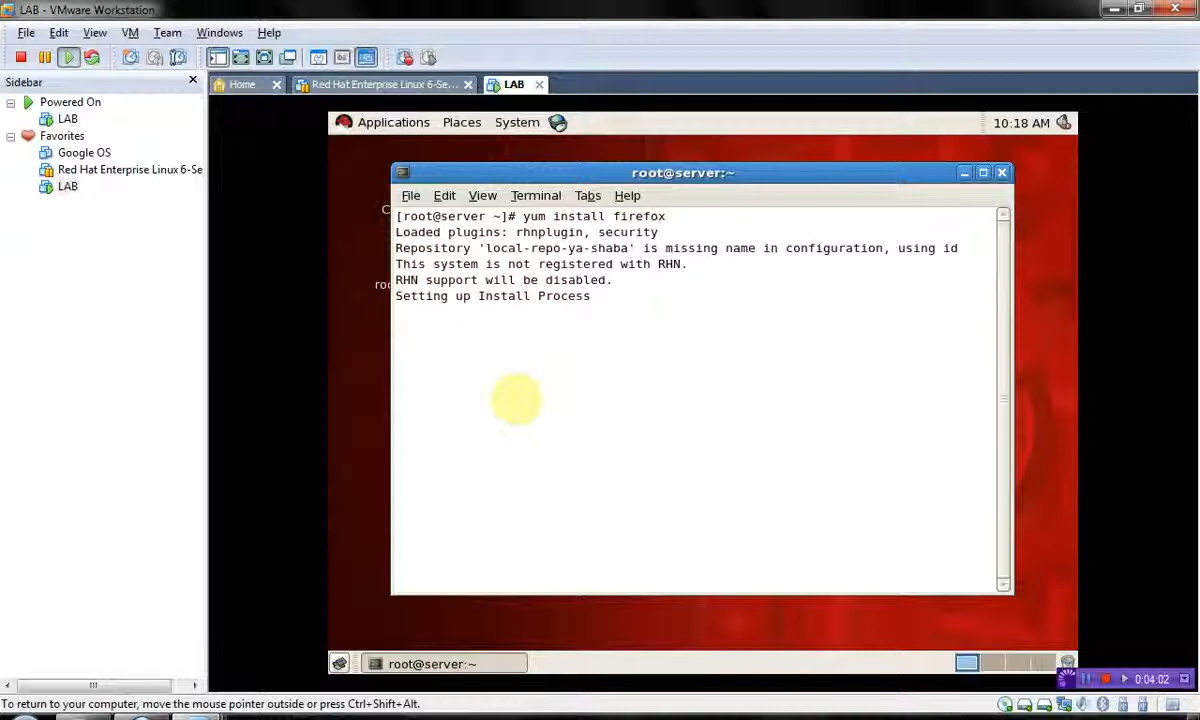 LAB - VMware Workstation
File Edit View VM Team Windows Help
Sidebar
Home
Red Hat Enterprise Linux 6-Se...
LAB
Powered On
LAB
Favorites
Google OS
Red Hat Enterprise Linux 6-Se
LAB
Applications Places System
10:18 AM
root@server:~
File Edit View Terminal Tabs Help
[root@server ~]# yum install firefox
Loaded plugins: rhnplugin, security
Repository 'local-repo-ya-shaba' is missing name in configuration, using id
This system is not registered with RHN.
RHN support will be disabled.
Setting up Install Process
C
roo
root@server:~
0:04:02
To return to your computer, move the mouse pointer outside or press Ctrl+Shift+Alt.